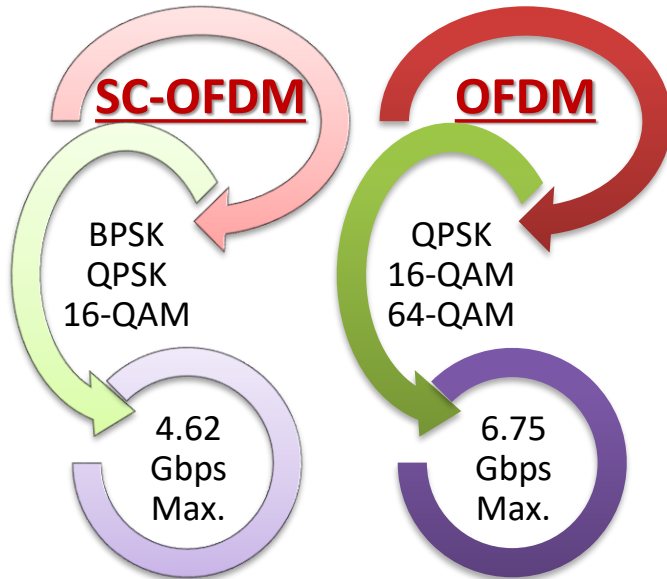 SC-OFDM
BPSK
QPSK
16-QAM
4.62
Gbps
Max.
OFDM
QPSK
16-QAM
64-QAM
6.75
Gbps
Max.